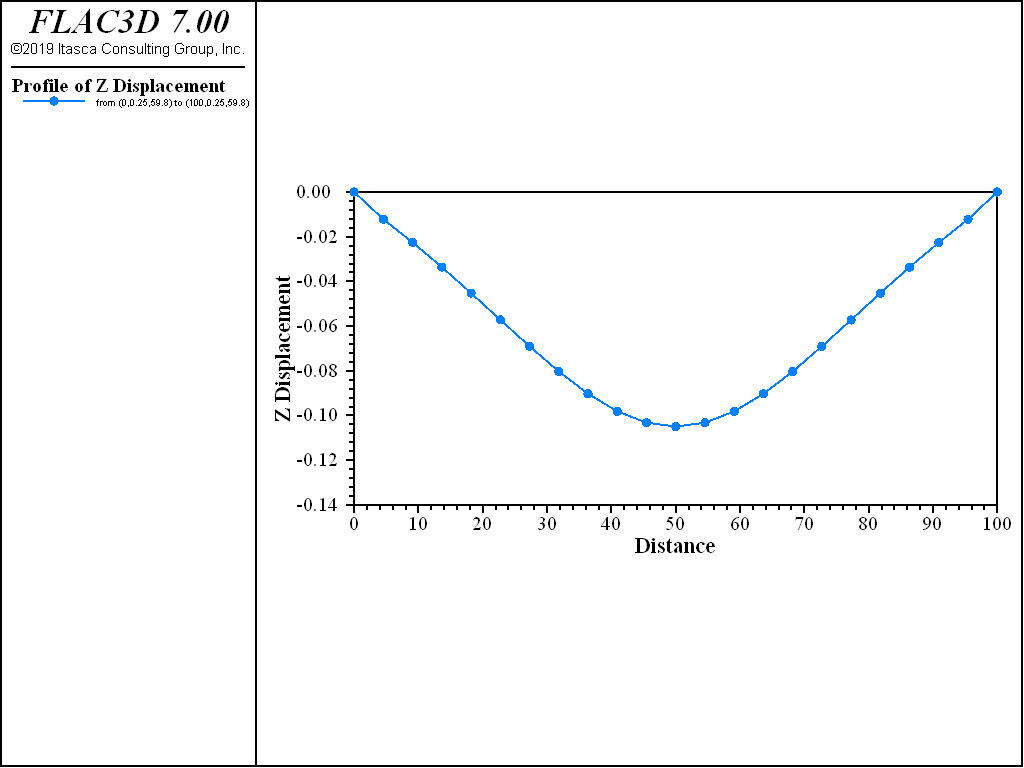 FLAC3D 7.00
©2019 Itasca Consulting Group, Inc.
Profile of Z Displacement
from (0,0.25,59.8) to (100,0.25,59.8)
0.00
-0.02
-0.04
-0.06
-0.08
-0.10
-0.12
-0.14
Z Displacement
0 10 20 30 40 50 60 70 80 90 100
Distance